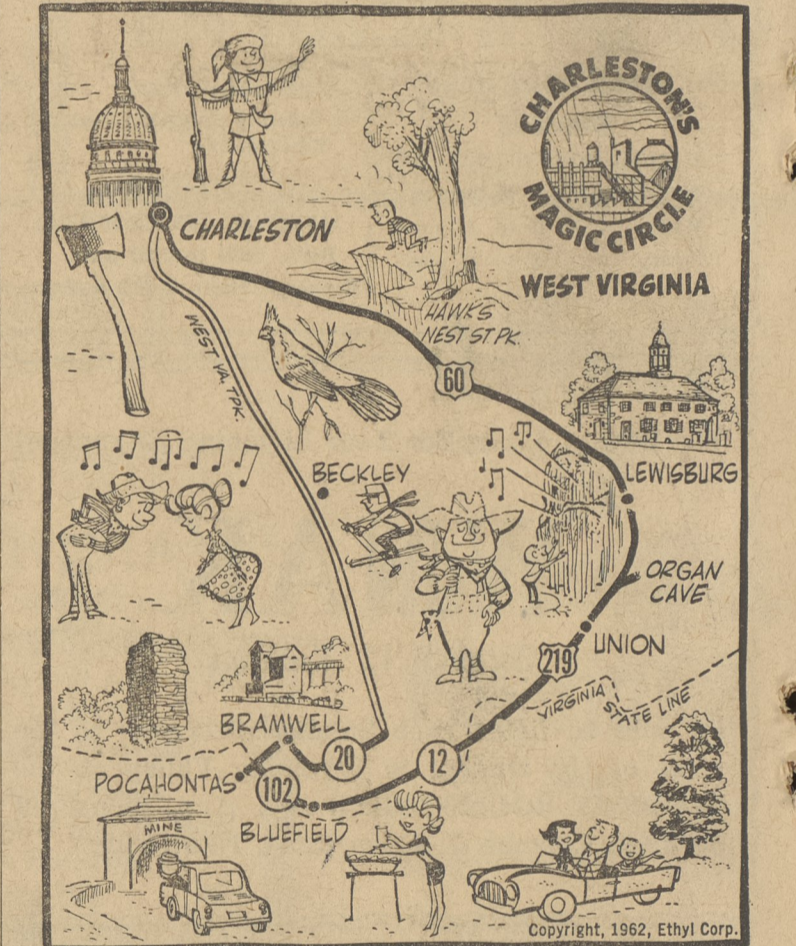 CHARLESTON'S
MAGIC CIRCLE
WEST VIRGINIA
CHARLESTON
HAWKS
NEST ST PK.
WEST VA. TPK.
60
BECKLEY
LEWISBURG
ORGAN
CAVE
UNION
219
VIRGINIA STATE LINE
BRAMWELL
20
12
POCAHONTAS
102
MINE
BLUEFIELD
Copyright, 1962, Ethyl Corp.